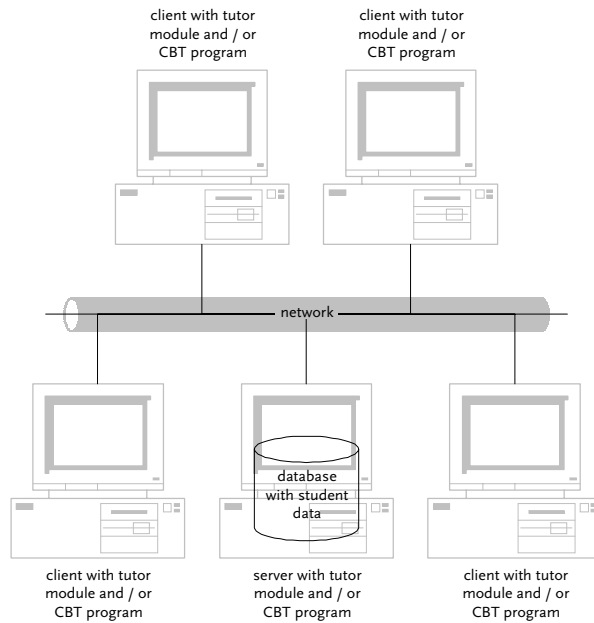 client with tutor
module and / or
CBT program
client with tutor
module and / or
CBT program
network
database
with student
data
client with tutor
module and / or
CBT program
server with tutor
module and / or
CBT program
client with tutor
module and / or
CBT program